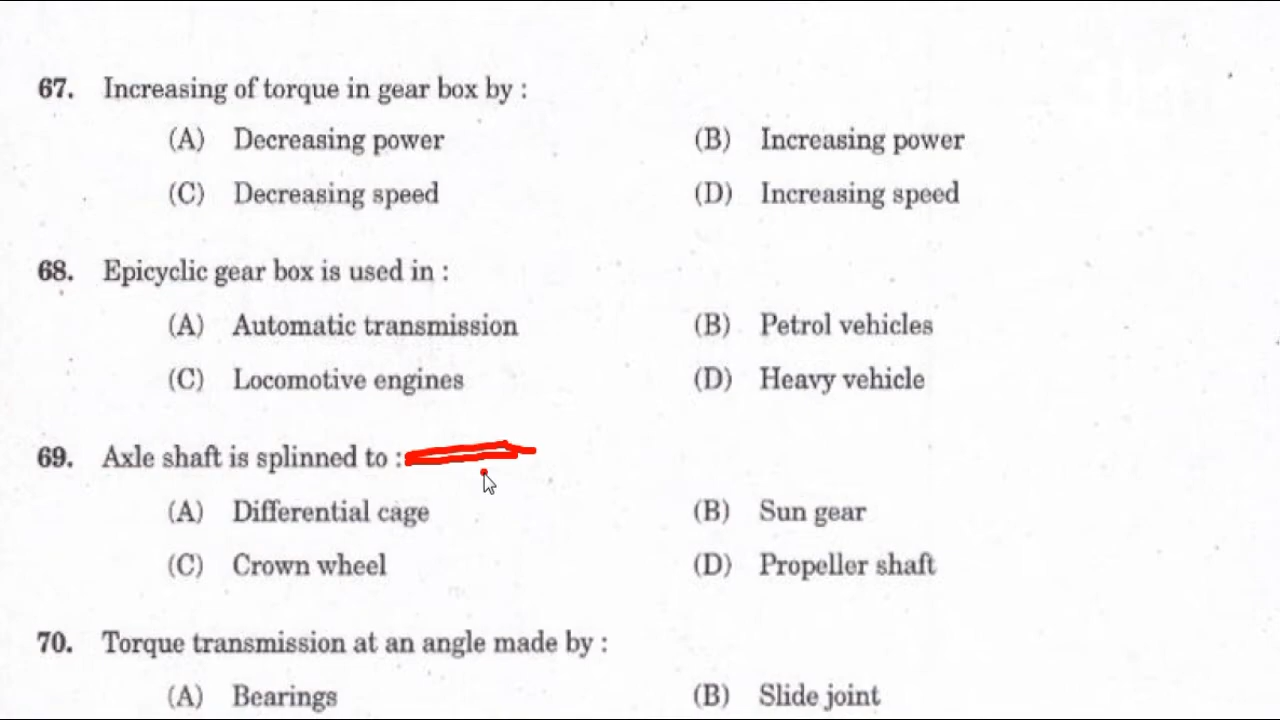 67. Increasing of torque in gear box by :
(A) Decreasing power (B) Increasing power
(C) Decreasing speed (D) Increasing speed
68. Epicyclic gear box is used in :
(A) Automatic transmission (B) Petrol vehicles
(C) Locomotive engines (D) Heavy vehicle
69. Axle shaft is splinned to :
(A) Differential cage (B) Sun gear
(C) Crown wheel (D) Propeller shaft
70. Torque transmission at an angle made by :
(A) Bearings (B) Slide joint